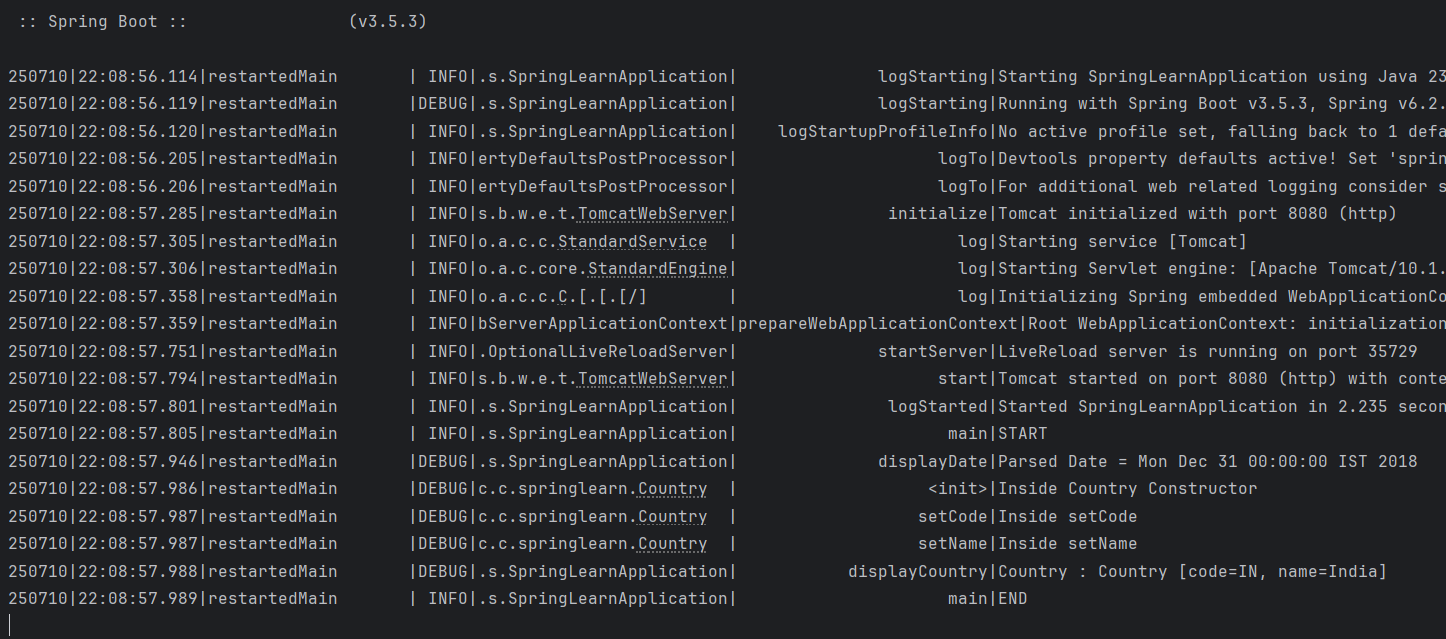 :: Spring Boot ::                (v3.5.3)
250710|22:08:56.114|restartedMain       | INFO|.s.SpringLearnApplication|              logStarting|Starting SpringLearnApplication using Java 23
250710|22:08:56.119|restartedMain       |DEBUG|.s.SpringLearnApplication|              logStarting|Running with Spring Boot v3.5.3, Spring v6.2.
250710|22:08:56.120|restartedMain       | INFO|.s.SpringLearnApplication|    logStartupProfileInfo|No active profile set, falling back to 1 defa
250710|22:08:56.205|restartedMain       | INFO|ertyDefaultsPostProcessor|                    logTo|Devtools property defaults active! Set 'sprin
250710|22:08:56.206|restartedMain       | INFO|ertyDefaultsPostProcessor|                    logTo|For additional web related logging consider s
250710|22:08:57.285|restartedMain       | INFO|s.b.w.e.t.TomcatWebServer|               initialize|Tomcat initialized with port 8080 (http)
250710|22:08:57.305|restartedMain       | INFO|o.a.c.c.StandardService  |                      log|Starting service [Tomcat]
250710|22:08:57.306|restartedMain       | INFO|o.a.c.core.StandardEngine|                      log|Starting Servlet engine: [Apache Tomcat/10.1.
250710|22:08:57.358|restartedMain       | INFO|o.a.c.c.C.[.[.[/]        |                      log|Initializing Spring embedded WebApplicationCo
250710|22:08:57.359|restartedMain       | INFO|bServerApplicationContext|prepareWebApplicationContext|Root WebApplicationContext: initialization
250710|22:08:57.751|restartedMain       | INFO|.OptionalLiveReloadServer|              startServer|LiveReload server is running on port 35729
250710|22:08:57.794|restartedMain       | INFO|s.b.w.e.t.TomcatWebServer|                    start|Tomcat started on port 8080 (http) with conte
250710|22:08:57.801|restartedMain       | INFO|.s.SpringLearnApplication|               logStarted|Started SpringLearnApplication in 2.235 secon
250710|22:08:57.805|restartedMain       | INFO|.s.SpringLearnApplication|                     main|START
250710|22:08:57.946|restartedMain       |DEBUG|.s.SpringLearnApplication|              displayDate|Parsed Date = Mon Dec 31 00:00:00 IST 2018
250710|22:08:57.986|restartedMain       |DEBUG|c.c.springlearn.Country  |                   <init>|Inside Country Constructor
250710|22:08:57.987|restartedMain       |DEBUG|c.c.springlearn.Country  |                  setCode|Inside setCode
250710|22:08:57.987|restartedMain       |DEBUG|c.c.springlearn.Country  |                  setName|Inside setName
250710|22:08:57.988|restartedMain       |DEBUG|.s.SpringLearnApplication|           displayCountry|Country : Country [code=IN, name=India]
250710|22:08:57.989|restartedMain       | INFO|.s.SpringLearnApplication|                     main|END